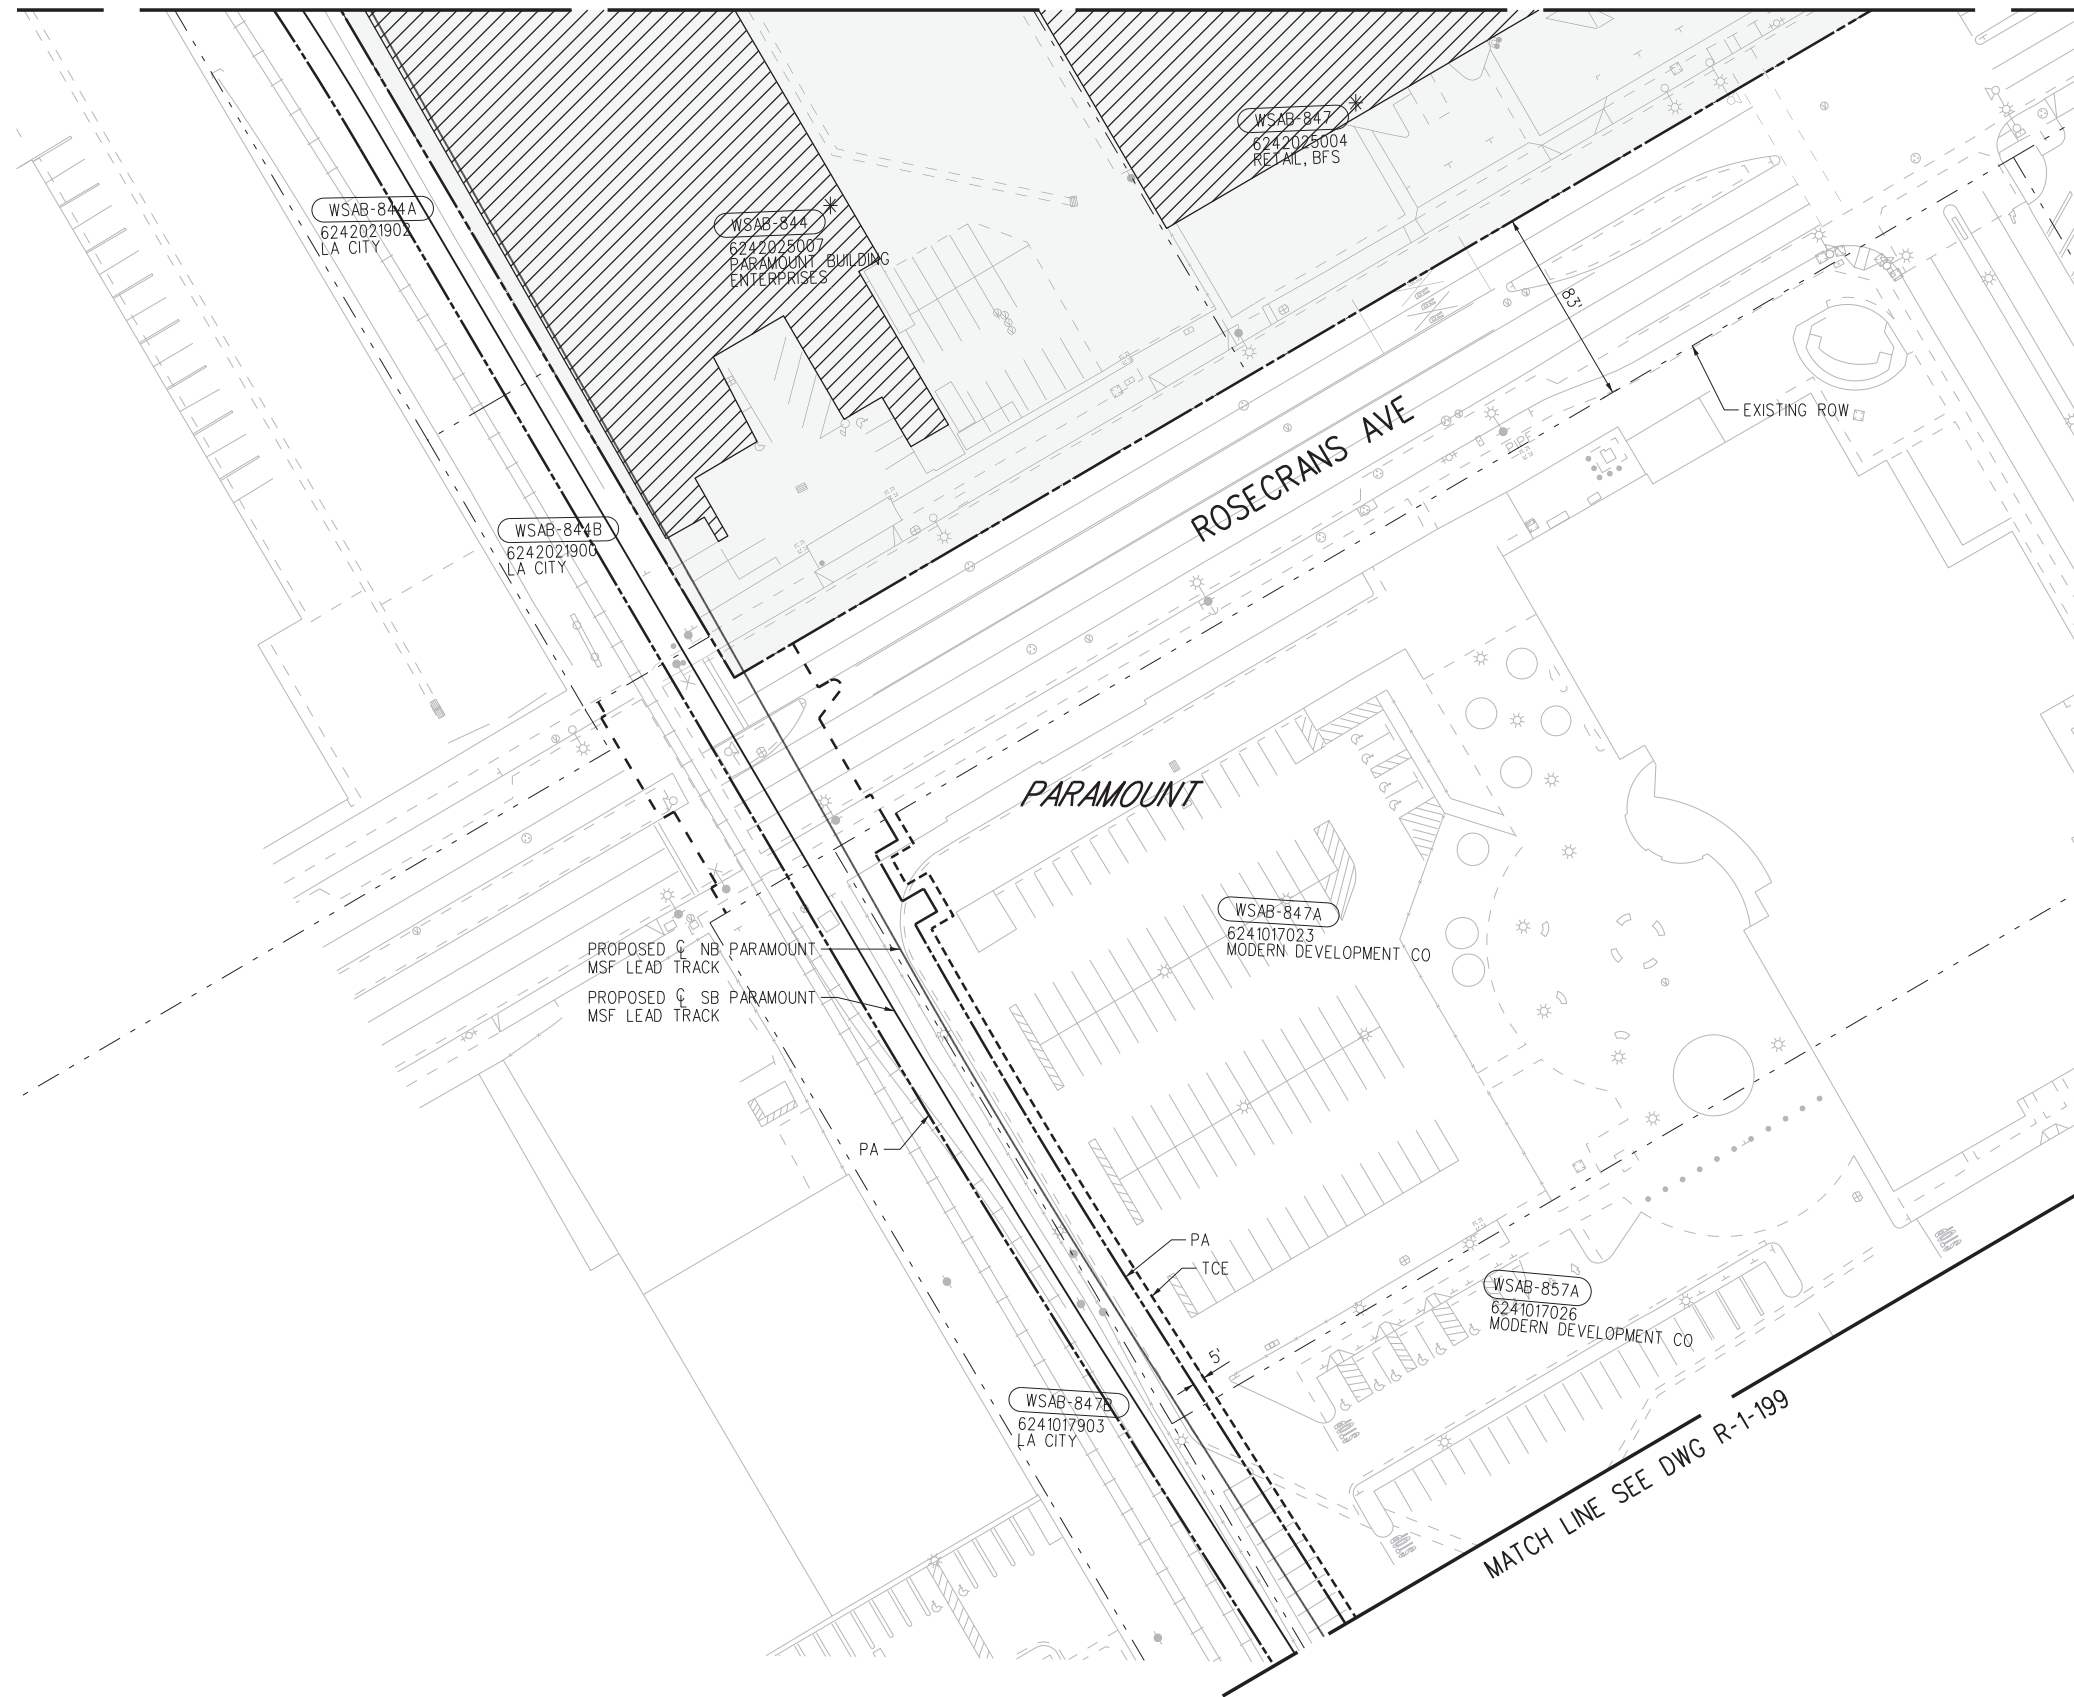 WSAB-847
6242025004
RETAIL, BFS
WSAB-844A
6242021902
LA CITY
WSAB-844
6242025007
PARAMOUNT BUILDING
ENTERPRISES
83'
EXISTING ROW
ROSECRANS AVE
PIPE
WSAB-844B
6242021900
LA CITY
PARAMOUNT
WSAB-847A
6241017023
MODERN DEVELOPMENT CO
PROPOSED ℄ NB PARAMOUNT
MSF LEAD TRACK
PROPOSED ℄ SB PARAMOUNT
MSF LEAD TRACK
PA
PA
TCE
WSAB-857A
6241017026
MODERN DEVELOPMENT CO
5'
WSAB-847B
6241017903
LA CITY
MATCH LINE SEE DWG R-1-199